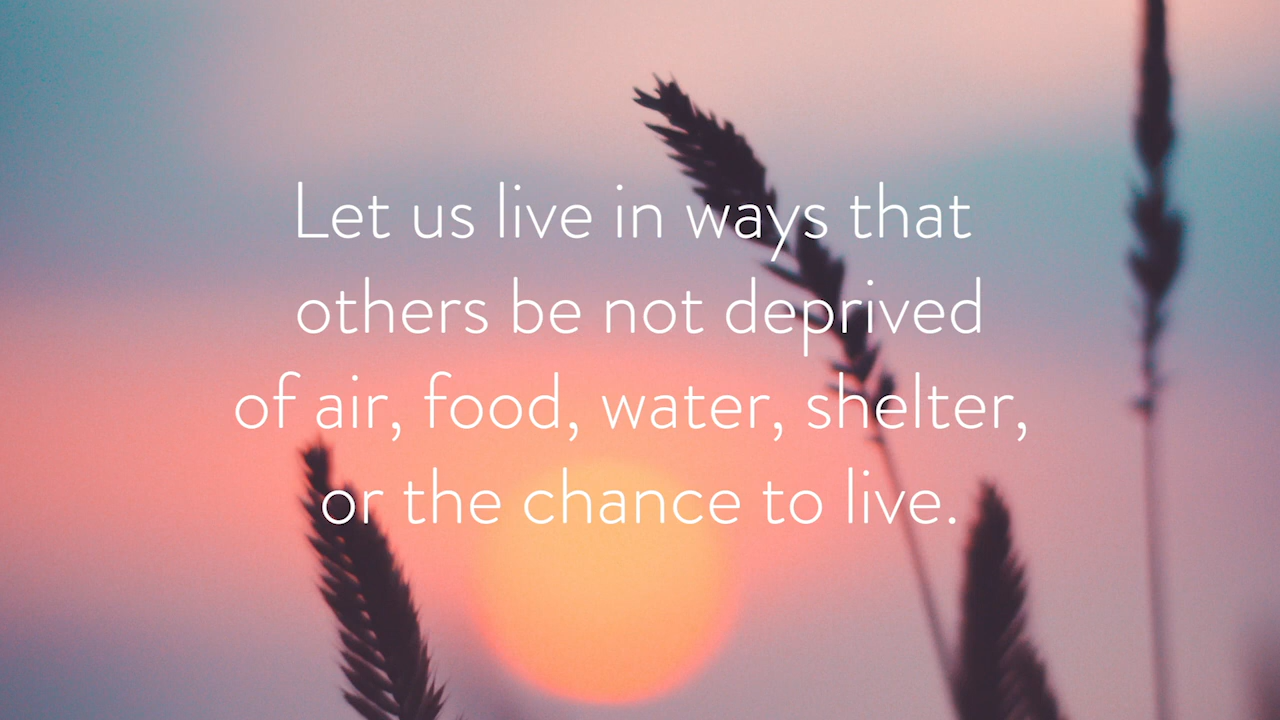 Let us live in ways that
others be not deprived
of air, food, water, shelter,
or the chance to live.